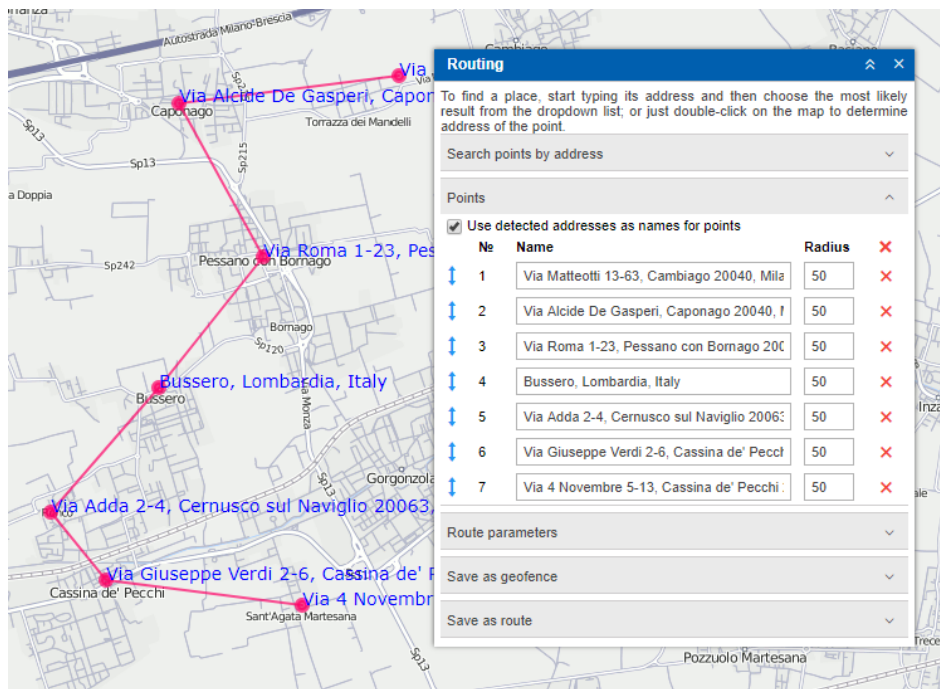 Autostrada Milano-Brescia
Cambiago
Via
Via Alcide De Gasperi, Capor
Caponago
Torrazza dei Mandelli
Sp13
Sp13
Sp215
a Doppia
Via Roma 1-23, Pes
Pessano con Bornago
Sp242
Bornago
Sp120
Bussero, Lombardia, Italy
Bussero
Via Monza
Gorgonzola
Via Adda 2-4, Cernusco sul Naviglio 20063,
Via Giuseppe Verdi 2-6, Cassina de' P
Cassina de' Pecchi
Via 4 Novembr
Sant'Agata Martesana
Sp13
Pozzuolo Martesana
Trece
Inza
Routing
To find a place, start typing its address and then choose the most likely
result from the dropdown list; or just double-click on the map to determine
address of the point.
Search points by address
Points
Use detected addresses as names for points
№ Name Radius
1 Via Matteotti 13-63, Cambiago 20040, Mila 50
2 Via Alcide De Gasperi, Caponago 20040, M 50
3 Via Roma 1-23, Pessano con Bornago 200 50
4 Bussero, Lombardia, Italy 50
5 Via Adda 2-4, Cernusco sul Naviglio 20063 50
6 Via Giuseppe Verdi 2-6, Cassina de' Pecch 50
7 Via 4 Novembre 5-13, Cassina de' Pecchi 50
Route parameters
Save as geofence
Save as route